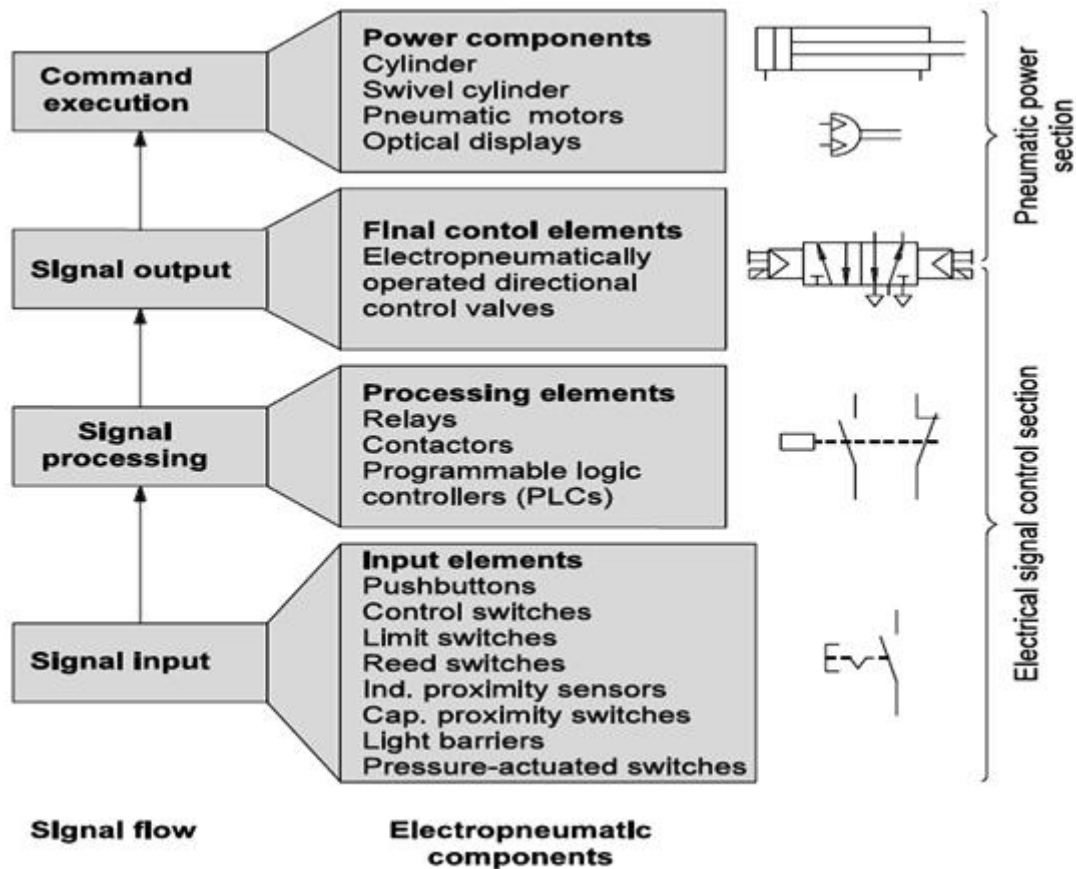 Command
execution
Power components
Cylinder
Swivel cylinder
Pneumatic motors
Optical displays
Pneumatic power
section
Signal output
Final contol elements
Electropneumatically
operated directional
control valves
Signal
processing
Processing elements
Relays
Contactors
Programmable logic
controllers (PLCs)
Signal input
Input elements
Pushbuttons
Control switches
Limit switches
Reed switches
Ind. proximity sensors
Cap. proximity switches
Light barriers
Pressure-actuated switches
Electrical signal control section
Signal flow
Electropneumatic
components